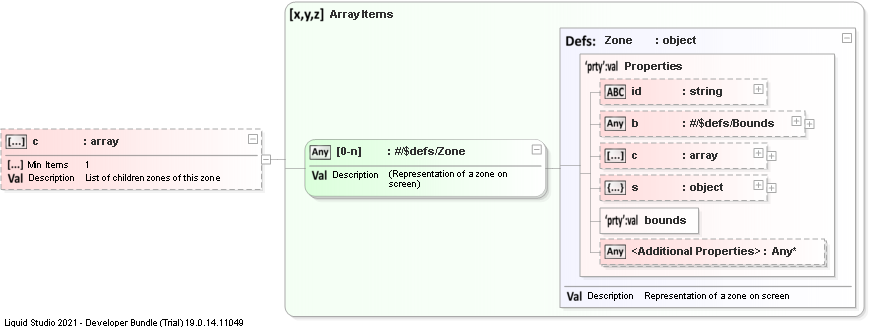 [x,y,z] ArrayItems
Defs: Zone : object
'prty':val Properties
ABC id : string
Any b : #/$defs/Bounds
[...] c : array
{...} s : object
'prty':val bounds
Any <Additional Properties> : Any*
Val Description Representation of a zone on screen
[...] c : array
[...] Min Items 1
Val Description List of children zones of this zone
Any [0-n] : #/$defs/Zone
Val Description (Representation of a zone on
screen)
Liquid Studio 2021 - Developer Bundle (Trial) 19.0.14.11049